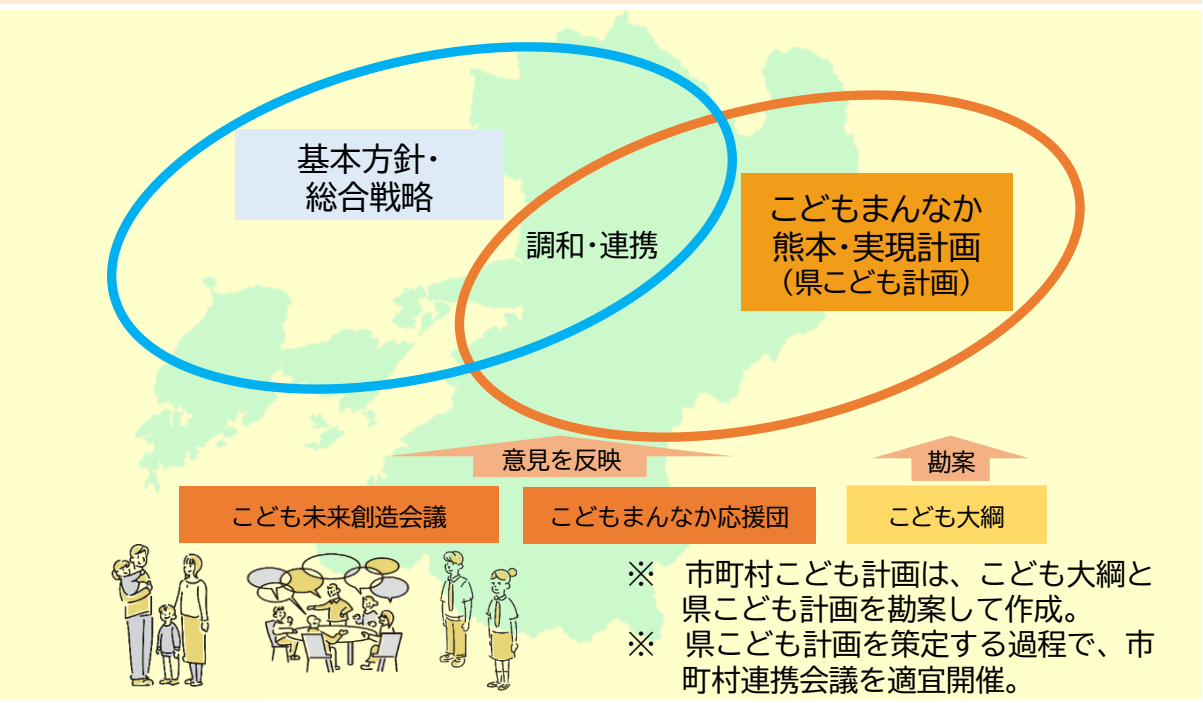 基本方針・
総合戦略
調和・連携
こどもまんなか
熊本・実現計画
（県こども計画）
意見を反映
勘案
こども未来創造会議
こどもまんなか応援団
こども大綱
※　市町村こども計画は、こども大綱と
県こども計画を勘案して作成。
※　県こども計画を策定する過程で、市
町村連携会議を適宜開催。